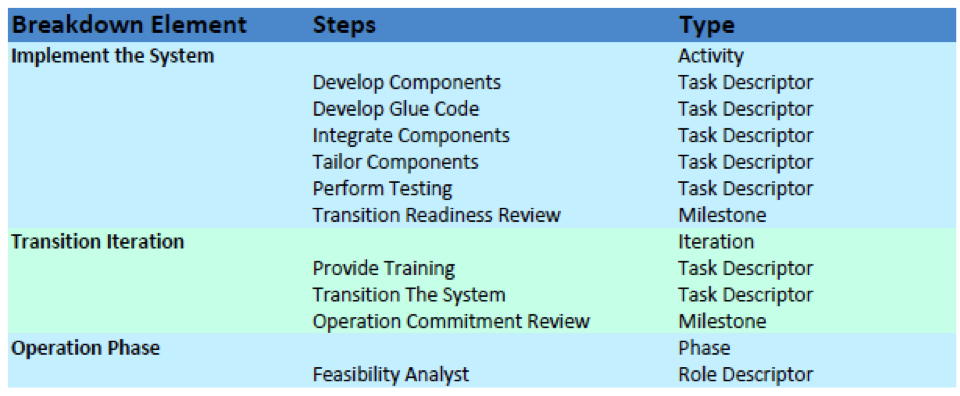 Breakdown Element Steps Type
Implement the System Activity
Develop Components Task Descriptor
Develop Glue Code Task Descriptor
Integrate Components Task Descriptor
Tailor Components Task Descriptor
Perform Testing Task Descriptor
Transition Readiness Review Milestone
Transition Iteration Iteration
Provide Training Task Descriptor
Transition The System Task Descriptor
Operation Commitment Review Milestone
Operation Phase Phase
Feasibility Analyst Role Descriptor